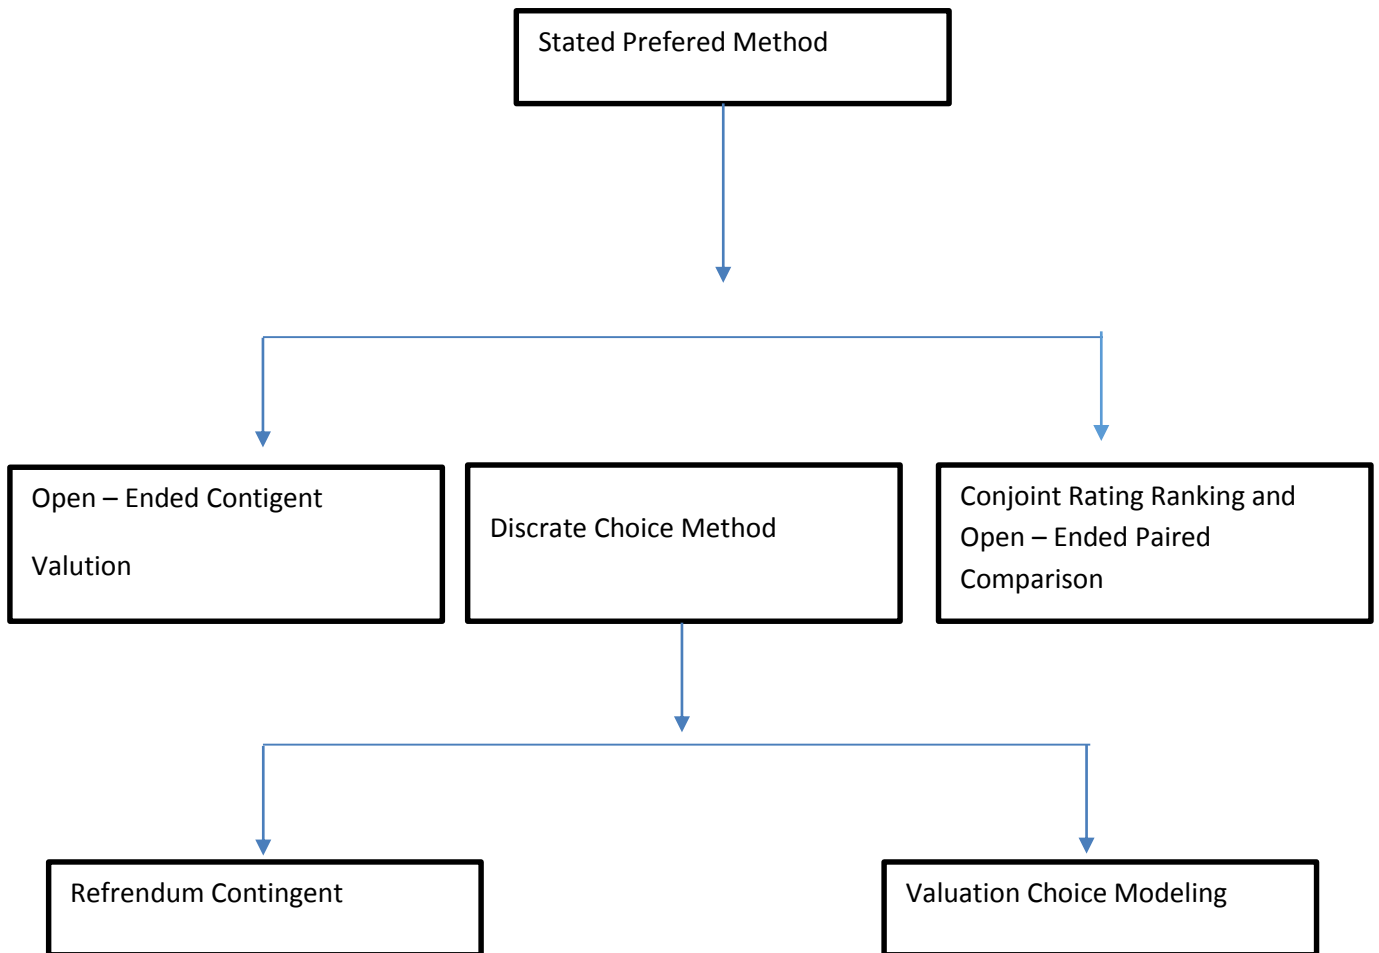 Stated Prefered Method
Open – Ended Contigent
Valution
Discrate Choice Method
Conjoint Rating Ranking and
Open – Ended Paired
Comparison
Refrendum Contingent
Valuation Choice Modeling